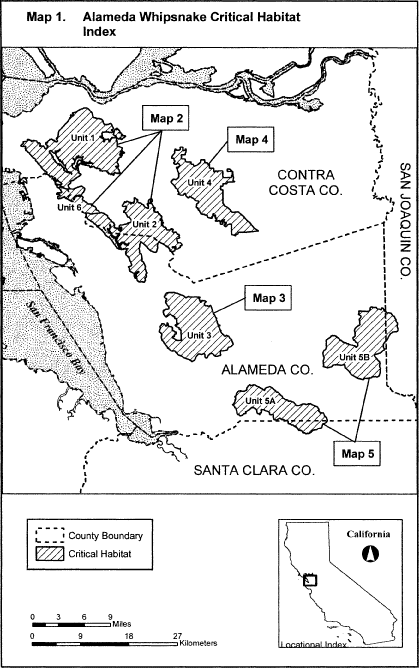 Map 1. Alameda Whipsnake Critical Habitat
Index
Unit 1
Map 2
Map 4
Unit 4
CONTRA
COSTA CO.
SAN JOAQUIN CO.
Unit 6
Unit 2
San Francisco Bay
Map 3
Unit 3
ALAMEDA CO.
Unit 5B
Unit 5A
Map 5
SANTA CLARA CO.
County Boundary
Critical Habitat
California
Locational Index
0 3 6 9
Miles
0 9 18 27
Kilometers